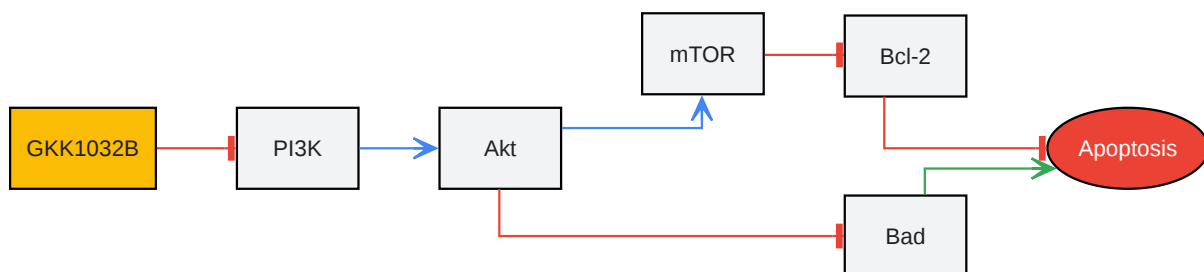 mTOR
Bcl-2
GKK1032B
PI3K
Akt
Apoptosis
Bad